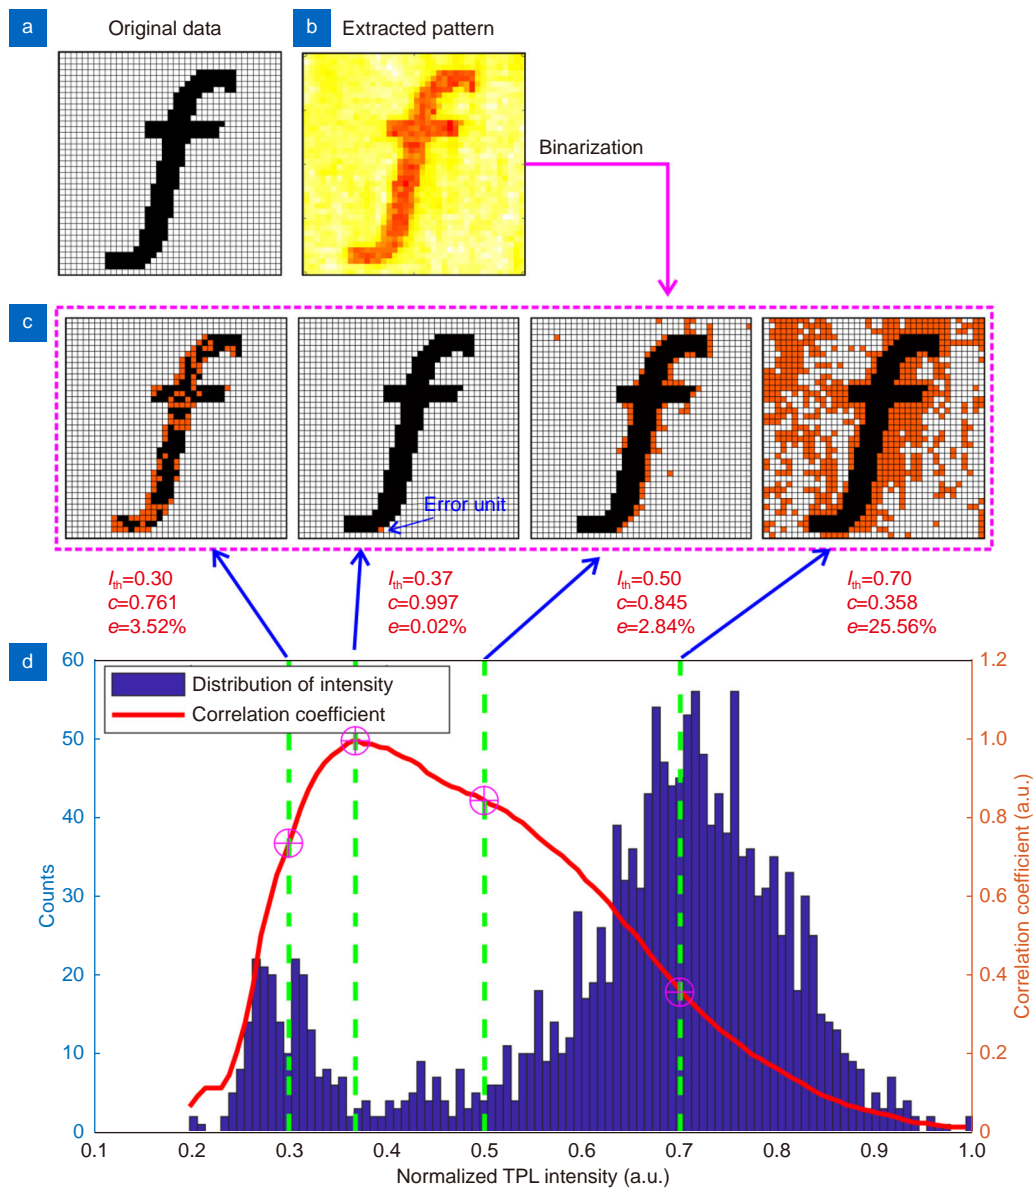 a
Original data
b
Extracted pattern
Binarization
c
Error unit
Ith=0.30
c=0.761
e=3.52%
Ith=0.37
c=0.997
e=0.02%
Ith=0.50
c=0.845
e=2.84%
Ith=0.70
c=0.358
e=25.56%
d
Distribution of intensity
Correlation coefficient
Counts
60
50
40
30
20
10
0
1.2
1.0
0.8
0.6
0.4
0.2
0
Correlation coefficient (a.u.)
0.1 0.2 0.3 0.4 0.5 0.6 0.7 0.8 0.9 1.0
Normalized TPL intensity (a.u.)